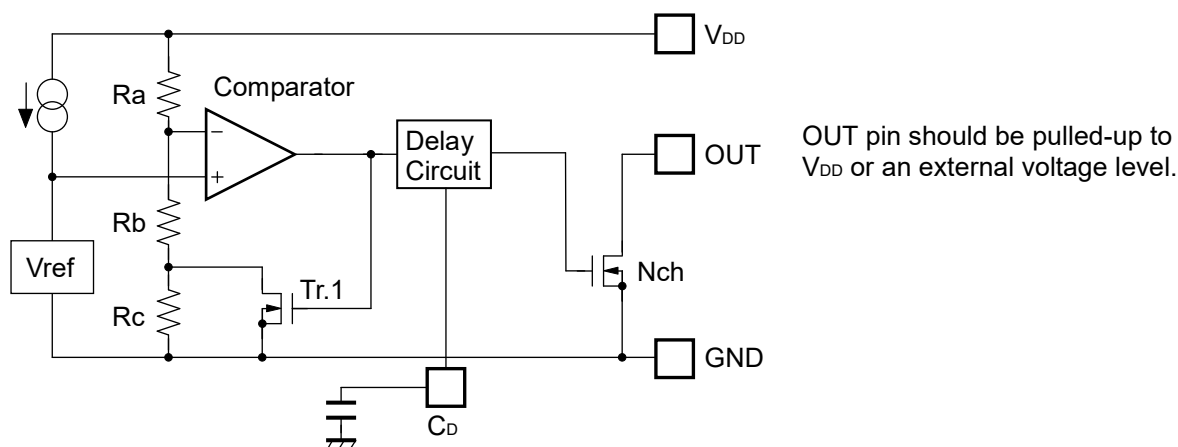 VDD
Ra
Comparator
−
+
Delay
Circuit
OUT
OUT pin should be pulled-up to
VDD or an external voltage level.
Rb
Vref
Tr.1
Nch
Rc
GND
CD